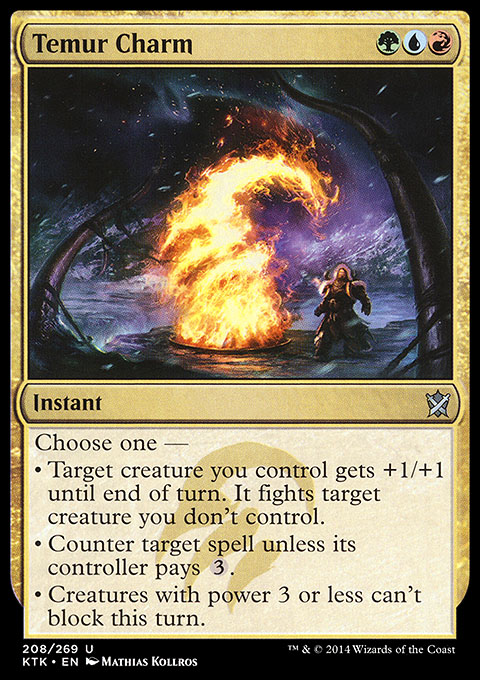 Temur Charm
Instant
Choose one —
• Target creature you control gets +1/+1
until end of turn. It fights target
creature you don't control.
• Counter target spell unless its
controller pays 3.
• Creatures with power 3 or less can't
block this turn.
208/269 U
KTK • EN Mathias Kollros
™ & © 2014 Wizards of the Coast